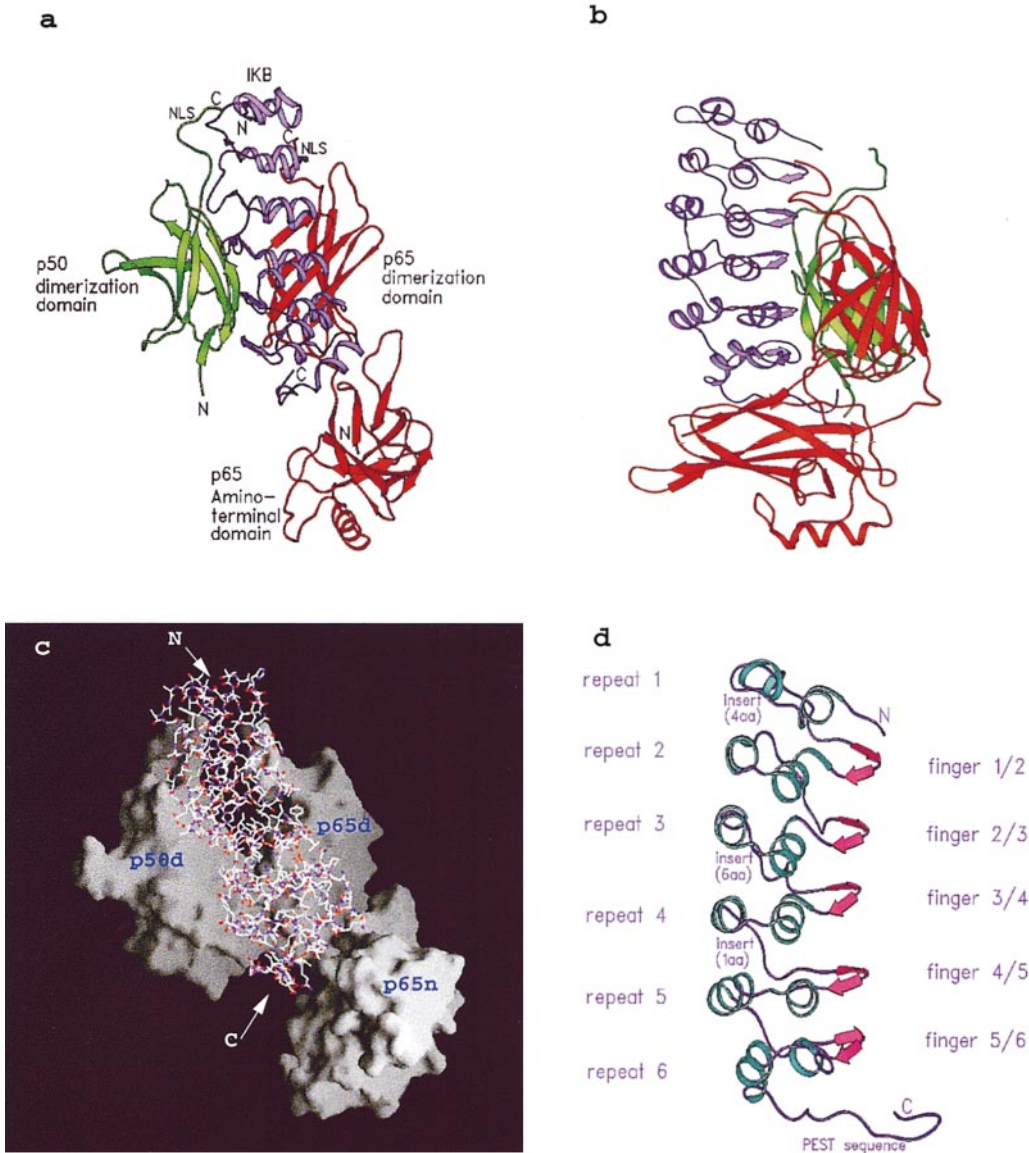 a
IKB
C
NLS
N
C
NLS
p50
dimerization
domain
p65
dimerization
domain
N
C
N
p65
Amino-
terminal
domain
b
c
N
p50d
p65d
p65n
C
d
repeat 1
insert
(4aa)
N
repeat 2
finger 1/2
repeat 3
finger 2/3
insert
(6aa)
finger 3/4
repeat 4
insert
(1aa)
finger 4/5
repeat 5
finger 5/6
repeat 6
C
PEST sequence